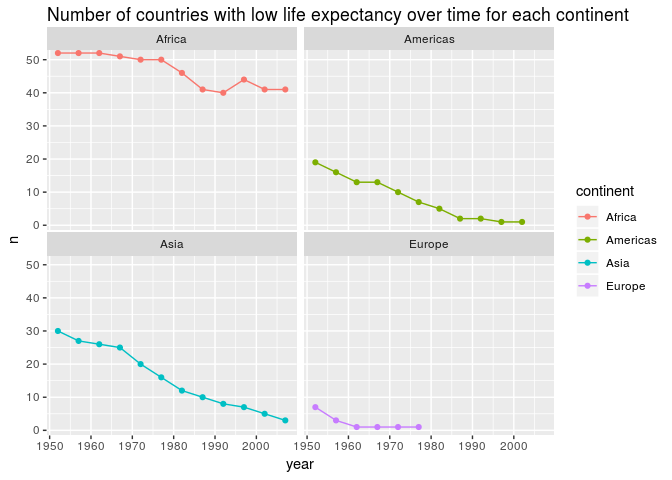 Number of countries with low life expectancy over time for each continent
Africa
Americas
50
40
30
20
10
0
Asia
Europe
50
40
30
20
10
0
1950 1960 1970 1980 1990 2000
1950 1960 1970 1980 1990 2000
n
year
continent
Africa
Americas
Asia
Europe